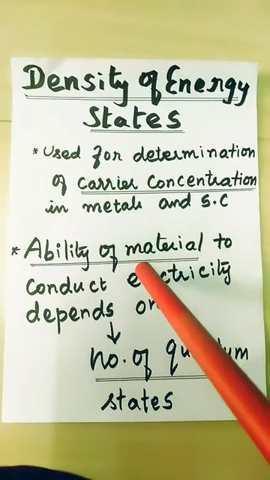 Density of Energy
States
* Used for determination
of carrier concentration
in metals and S.C
* Ability of material to
conduct
depends
↓
no. of
states